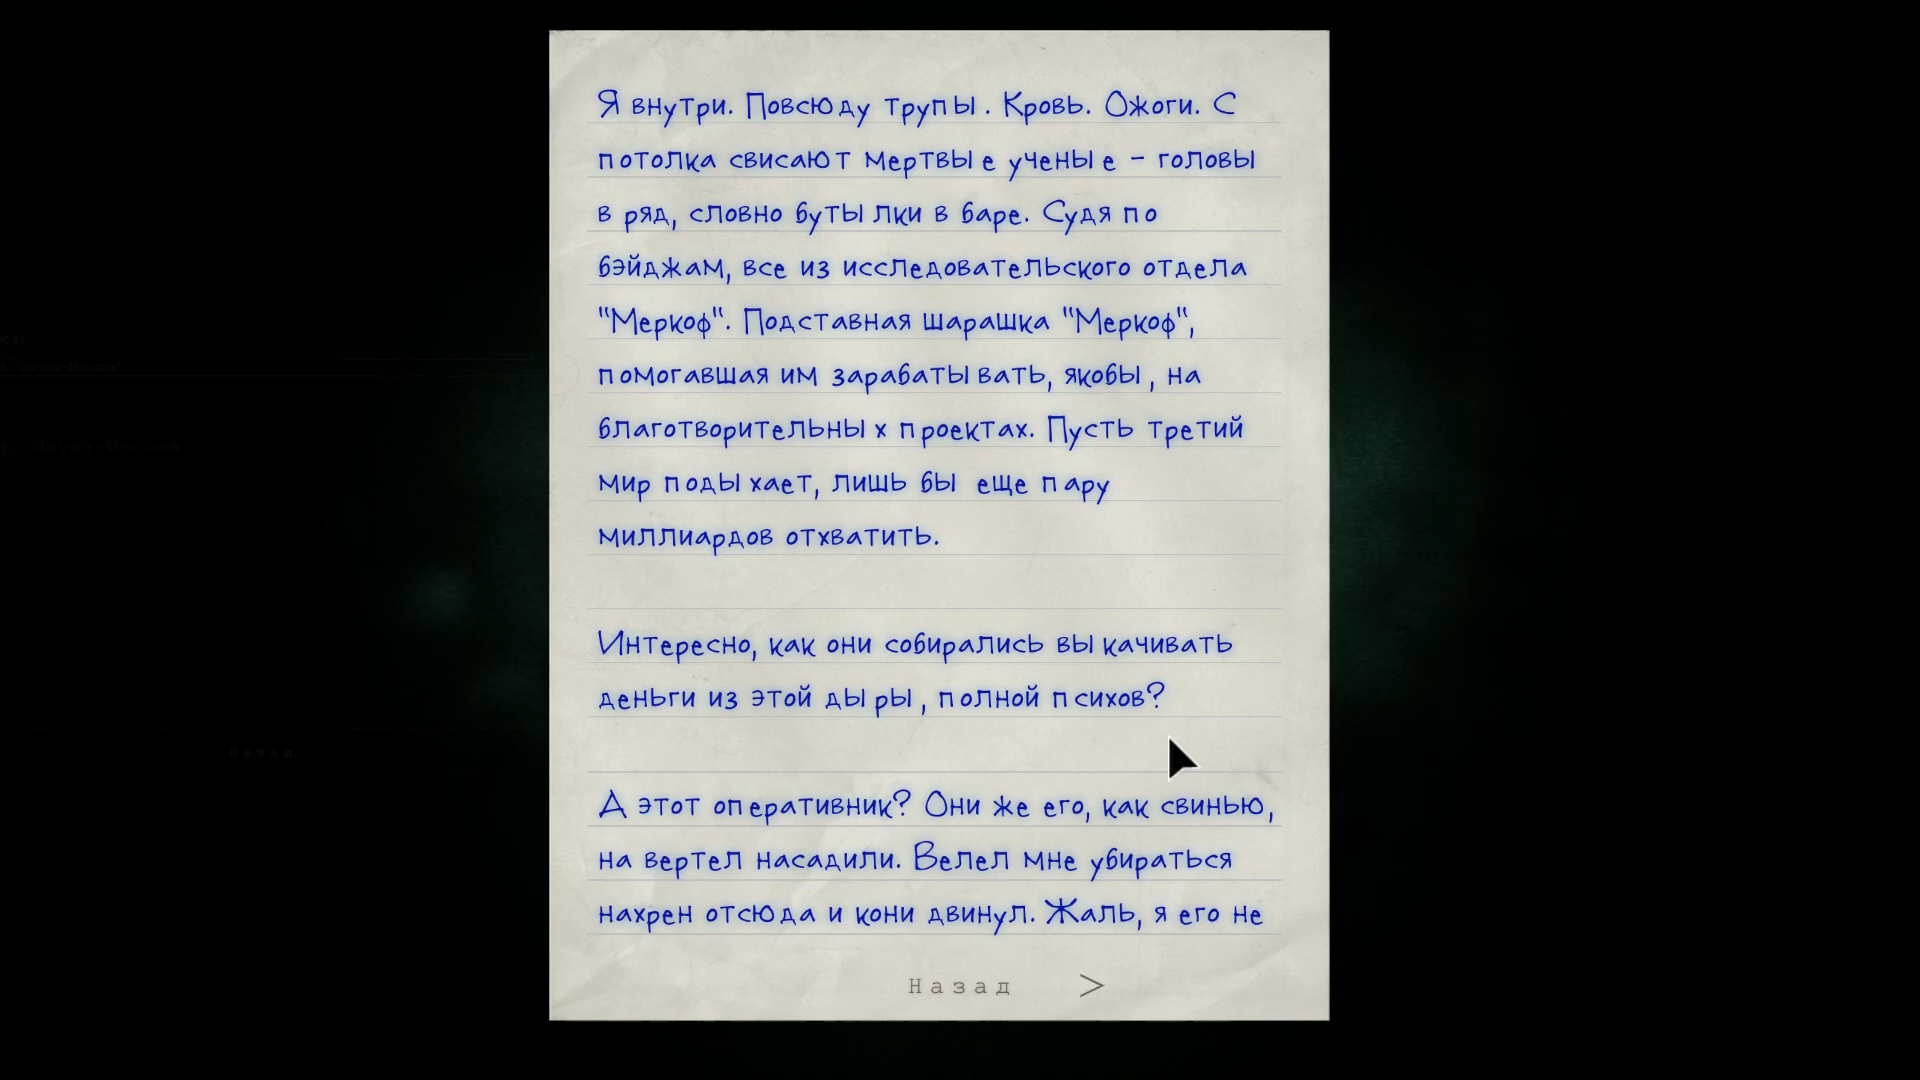 Я внутри. Повсюду трупы. Кровь. Ожоги. С
потолка свисают мертвые ученые - головы
в ряд, словно бутылки в баре. Судя по
бэйджам, все из исследовательского отдела
"Меркоф". Подставная шарашка "Меркоф",
помогавшая им зарабатывать, якобы, на
благотворительных проектах. Пусть третий
мир подыхает, лишь бы еще пару
миллиардов отхватить.
Интересно, как они собирались выкачивать
деньги из этой дыры, полной психов?
А этот оперативник? Они же его, как свинью,
на вертел насадили. Велел мне убираться
нахрен отсюда и кони двинул. Жаль, я его не
Назад >
Назад